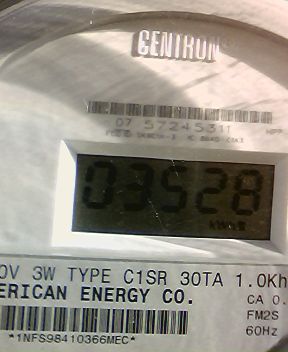 CENTRON
07 57245311
03528
kWh
0V 3W TYPE C1SR 30TA 1.0Kh
ERICAN ENERGY CO.
CA 0.
FM2S
*1NFS98410366MEC*
60Hz